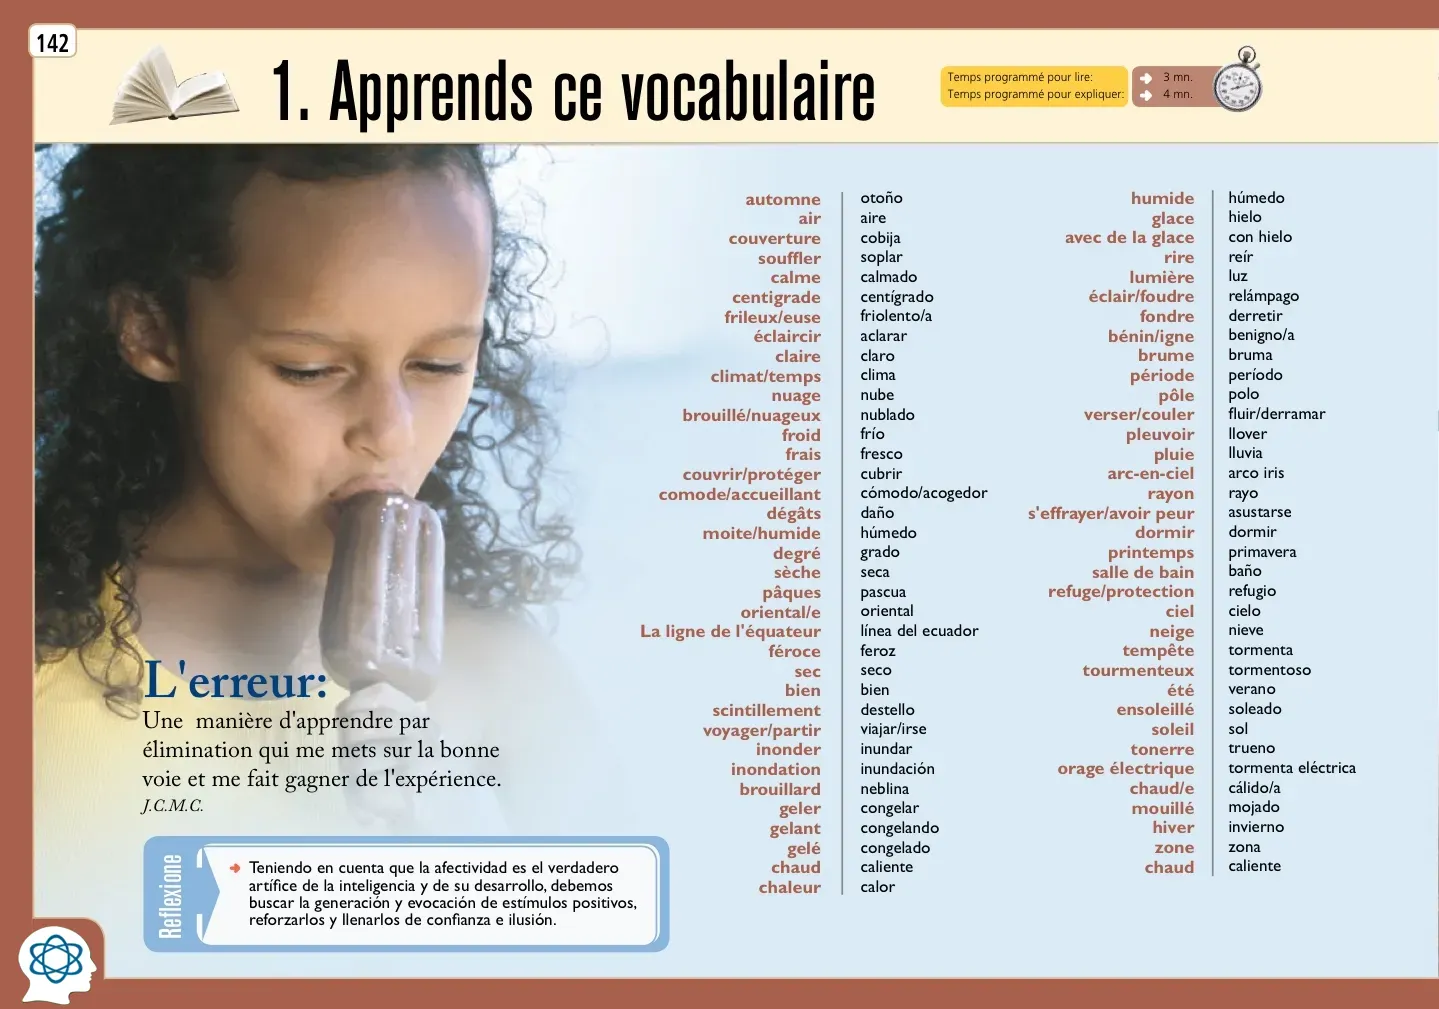 142
1. Apprends ce vocabulaire
Temps programmé pour lire: 3 mn.
Temps programmé pour expliquer: 4 mn.
automne otoño
air aire
couverture cobija
souffler soplar
calme calmado
centigrade centígrado
frileux/euse friolento/a
éclaircir aclarar
claire claro
climat/temps clima
nuage nube
brouillé/nuageux nublado
froid frío
frais fresco
couvrir/protéger cubrir
comode/accueillant cómodo/acogedor
dégâts daño
moite/humide húmedo
degré grado
sèche seca
pâques pascua
oriental/e oriental
La ligne de l'équateur línea del ecuador
féroce feroz
sec seco
bien bien
scintillement destello
voyager/partir viajar/irse
inonder inundar
inondation inundación
brouillard neblina
geler congelar
gelant congelando
gelé congelado
chaud caliente
chaleur calor
humide húmedo
glace hielo
avec de la glace con hielo
rire reír
lumière luz
éclair/foudre relámpago
fondre derretir
bénin/igne benigno/a
brume bruma
période período
pôle polo
verser/couler fluir/derramar
pleuvoir llover
pluie lluvia
arc-en-ciel arco iris
rayon rayo
s'effrayer/avoir peur asustarse
dormir dormir
printemps primavera
salle de bain baño
refuge/protection refugio
ciel cielo
neige nieve
tempête tormenta
tourmenteux tormentoso
été verano
ensoleillé soleado
soleil sol
tonerre trueno
orage électrique tormenta eléctrica
chaud/e cálido/a
mouillé mojado
hiver invierno
zone zona
chaud caliente
L'erreur:
Une manière d'apprendre par
élimination qui me mets sur la bonne
voie et me fait gagner de l'expérience.
J.C.M.C.
Reflexione
Teniendo en cuenta que la afectividad es el verdadero
artífice de la inteligencia y de su desarrollo, debemos
buscar la generación y evocación de estímulos positivos,
reforzarlos y llenarlos de confianza e ilusión.